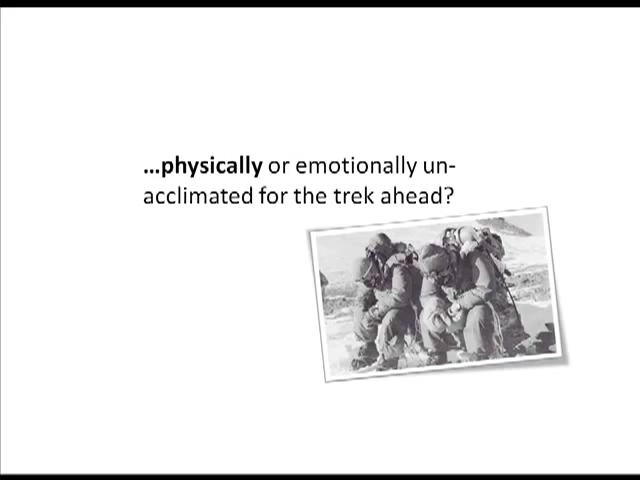 ...physically or emotionally un-
acclimated for the trek ahead?